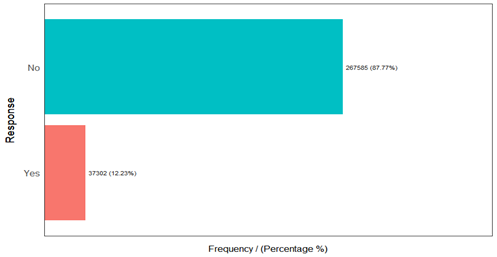 Response
No
267585 (87.77%)
Yes
37302 (12.23%)
Frequency / (Percentage %)